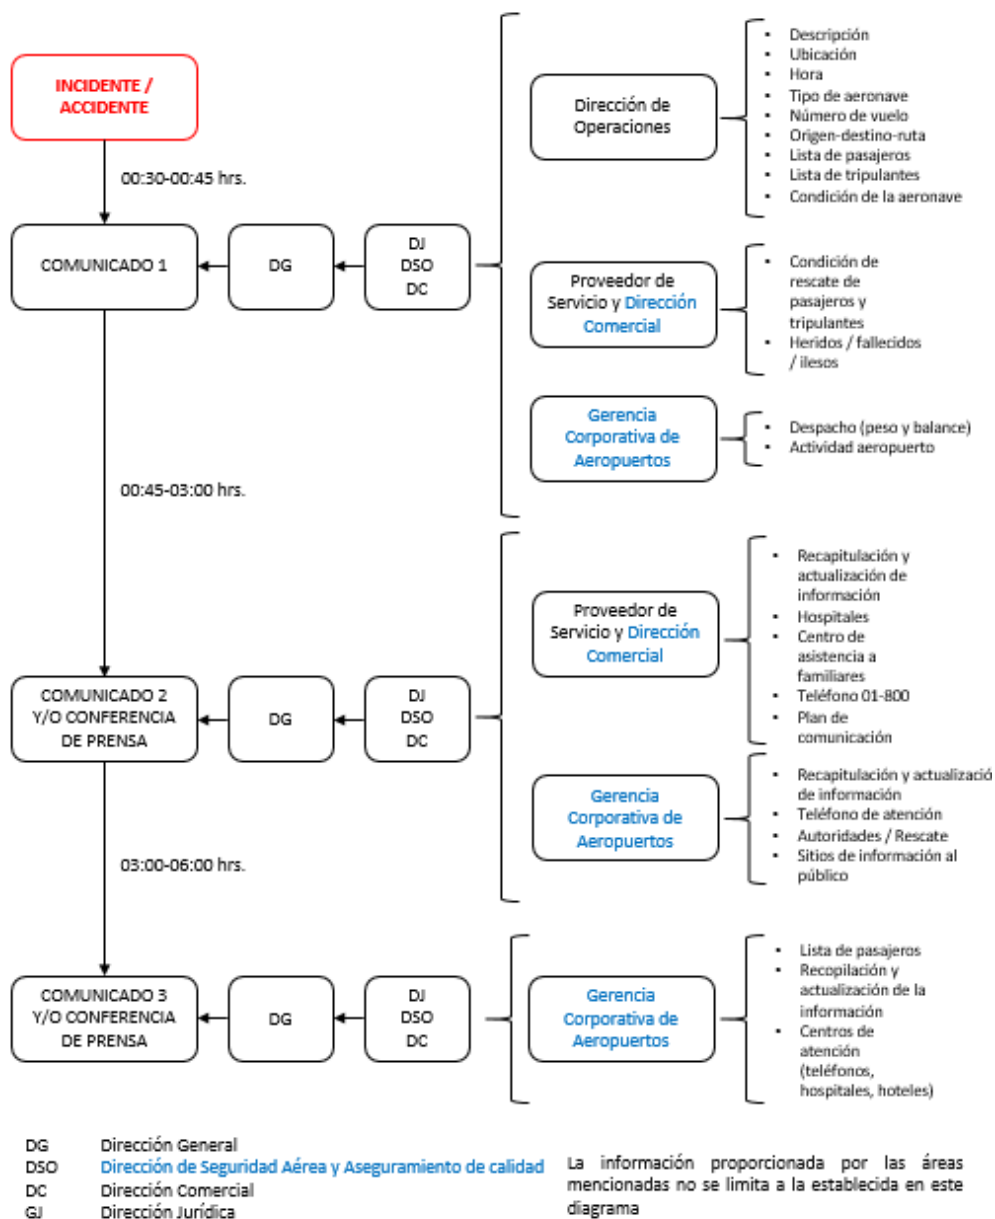 INCIDENTE /
ACCIDENTE
00:30-00:45 hrs.
COMUNICADO 1
DG
DJ
DSO
DC
Dirección de
Operaciones
▪ Descripción
▪ Ubicación
▪ Hora
▪ Tipo de aeronave
▪ Número de vuelo
▪ Origen-destino-ruta
▪ Lista de pasajeros
▪ Lista de tripulantes
▪ Condición de la aeronave
Proveedor de
Servicio y Dirección
Comercial
▪ Condición de
rescate de
pasajeros y
tripulantes
▪ Heridos / fallecidos
/ ilesos
Gerencia
Corporativa de
Aeropuertos
▪ Despacho (peso y balance)
▪ Actividad aeropuerto
00:45-03:00 hrs.
COMUNICADO 2
Y/O CONFERENCIA
DE PRENSA
DG
DJ
DSO
DC
Proveedor de
Servicio y Dirección
Comercial
▪ Recapitulación y
actualización de
información
▪ Hospitales
▪ Centro de
asistencia a
familiares
▪ Teléfono 01-800
▪ Plan de
comunicación
Gerencia
Corporativa de
Aeropuertos
▪ Recapitulación y actualizació
de información
▪ Teléfono de atención
▪ Autoridades / Rescate
▪ Sitios de información al
público
03:00-06:00 hrs.
COMUNICADO 3
Y/O CONFERENCIA
DE PRENSA
DG
DJ
DSO
DC
Gerencia
Corporativa de
Aeropuertos
▪ Lista de pasajeros
▪ Recopilación y
actualización de la
información
▪ Centros de
atención
(teléfonos,
hospitales, hoteles)
DG Dirección General
DSO Dirección de Seguridad Aérea y Aseguramiento de calidad
DC Dirección Comercial
GJ Dirección Jurídica
La información proporcionada por las áreas
mencionadas no se limita a la establecida en este
diagrama